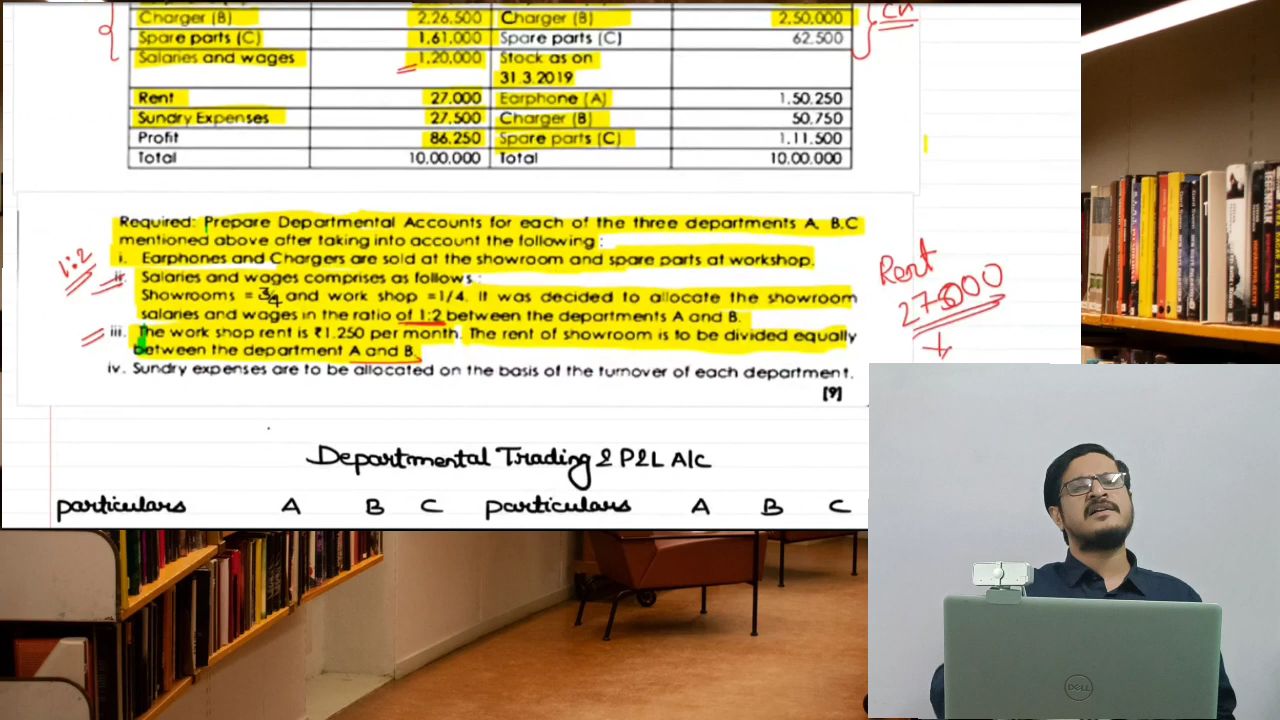 Charger (B) 2,26,500 Charger (B) 2,50,000
Spare parts (C) 1,61,000 Spare parts (C) 62,500
Salaries and wages 1,20,000 Stock as on
31.3.2019
Rent 27,000 Earphone (A) 1,50,250
Sundry Expenses 27,500 Charger (B) 50,750
Profit 86,250 Spare parts (C) 1,11,500
Total 10,00,000 Total 10,00,000
Required: Prepare Departmental Accounts for each of the three departments A, B,C
mentioned above after taking into account the following :
i. Earphones and Chargers are sold at the showroom and spare parts at workshop.
1:2
ii. Salaries and wages comprises as follows :
Showrooms = 3/4 and work shop =1/4. It was decided to allocate the showroom
salaries and wages in the ratio of 1:2 between the departments A and B.
iii. The work shop rent is ₹1,250 per month. The rent of showroom is to be divided equally
between the department A and B.
iv. Sundry expenses are to be allocated on the basis of the turnover of each department.
[9]
Rent
27000
Departmental Trading & P&L A/C
particulars A B C particulars A B C
DELL